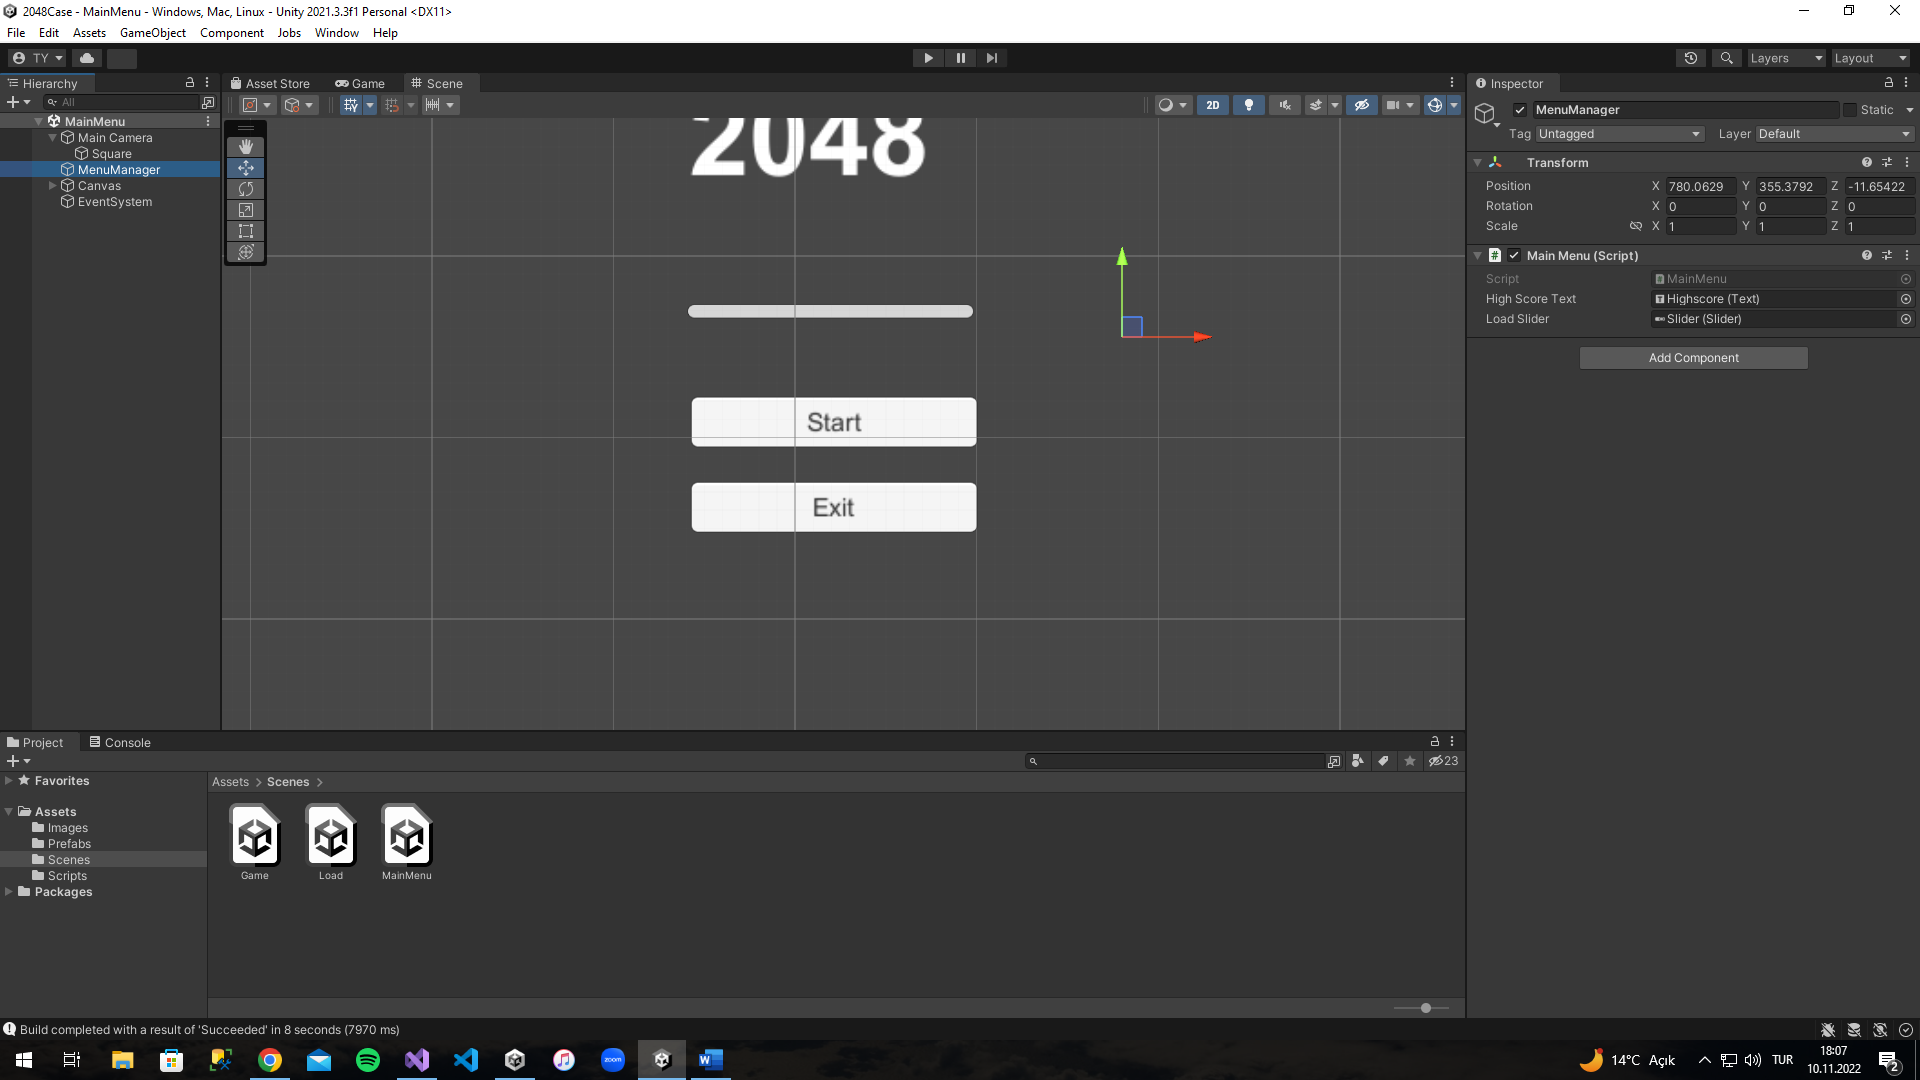 2048Case - MainMenu - Windows, Mac, Linux - Unity 2021.3.3f1 Personal <DX11>
File Edit Assets GameObject Component Jobs Window Help
TY
Layers
Layout
Hierarchy
All
MainMenu
Main Camera
Square
MenuManager
Canvas
EventSystem
Asset Store
Game
Scene
2D
2048
Start
Exit
Inspector
MenuManager
Static
Tag Untagged
Layer Default
Transform
Position X 780.0629 Y 355.3792 Z -11.65422
Rotation X 0 Y 0 Z 0
Scale X 1 Y 1 Z 1
Main Menu (Script)
Script MainMenu
High Score Text Highscore (Text)
Load Slider Slider (Slider)
Add Component
Project
Console
23
Favorites
Assets
Images
Prefabs
Scenes
Scripts
Packages
Assets > Scenes >
Game
Load
MainMenu
Build completed with a result of 'Succeeded' in 8 seconds (7970 ms)
zoom
14°C Açık
TUR
18:07
10.11.2022
2